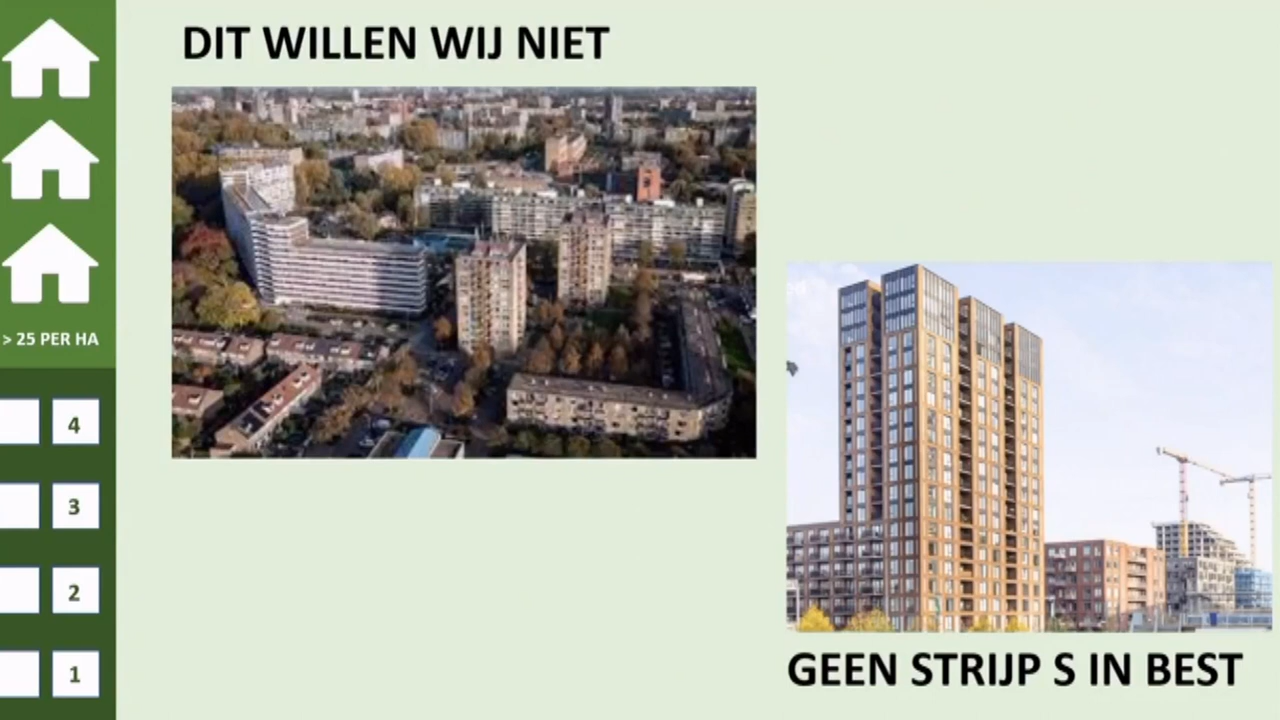 DIT WILLEN WIJ NIET
> 25 PER HA
4
3
2
1
GEEN STRIJP S IN BEST